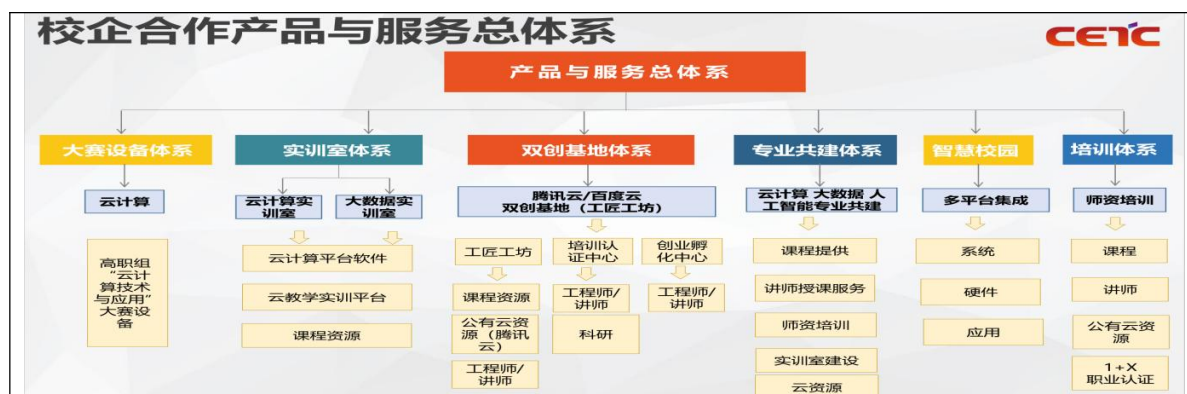 校企合作产品与服务总体系
CETC
产品与服务总体系
大赛设备体系
实训室体系
双创基地体系
专业共建体系
智慧校园
培训体系
云计算
云计算实
训室
大数据实
训室
腾讯云/百度云
双创基地（工匠工坊）
云计算 大数据 人
工智能专业共建
多平台集成
师资培训
高职组
“云计
算技术
与应用”
大赛设
备
云计算平台软件
云教学实训平台
课程资源
工匠工坊
课程资源
公有云资
源（腾讯
云）
工程师/
讲师
培训认
证中心
工程师/
讲师
科研
创业孵
化中心
工程师/
讲师
课程提供
讲师授课服务
师资培训
实训室建设
云资源
系统
硬件
应用
课程
讲师
公有云资
源
1+X
职业认证